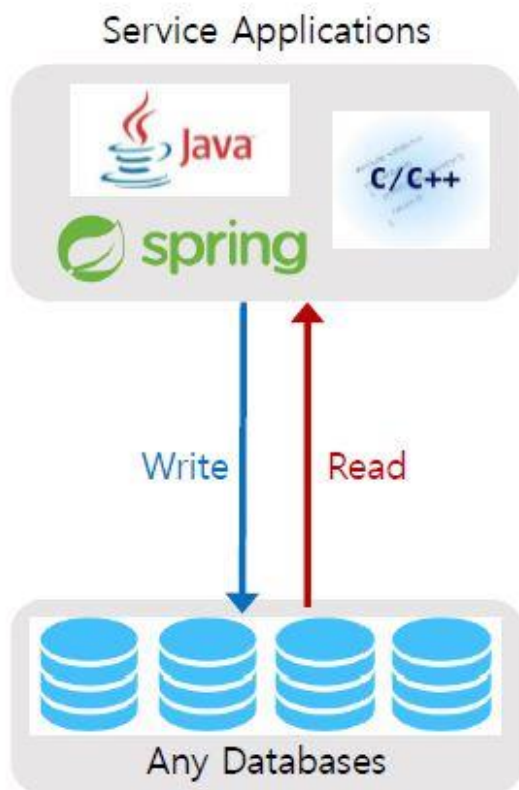 Service Applications
Java
C/C++
spring
Write
Read
Any Databases